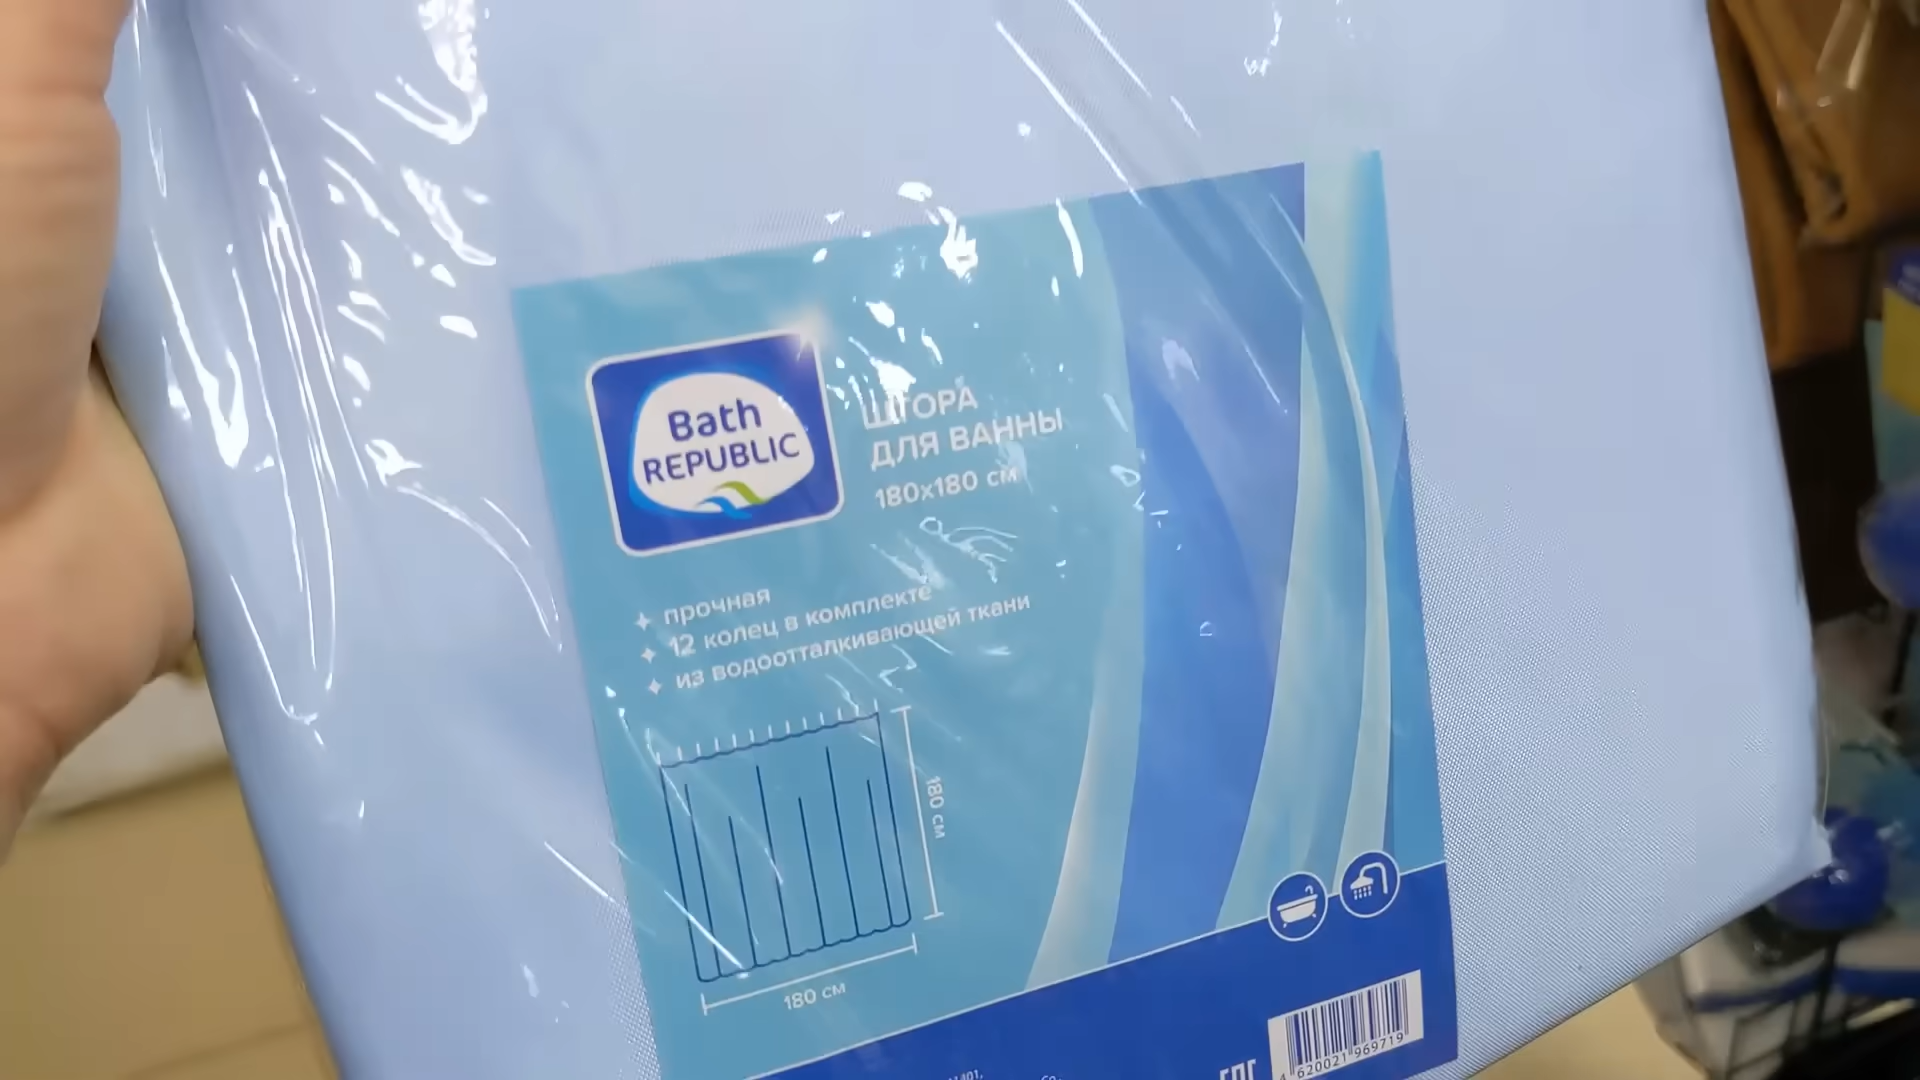 Bath
REPUBLIC
ШТОРА
ДЛЯ ВАННЫ
180х180 см
прочная
12 колец в комплекте
из водоотталкивающей ткани
180 см
180 см
4 620021 969719